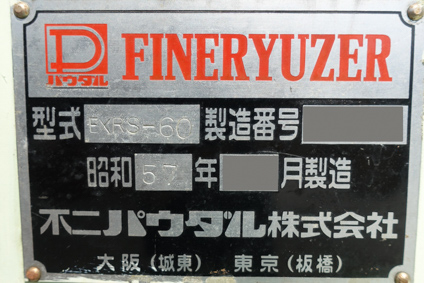 パウダル FINERYUZER
型式 EXRS-60 製造番号
昭和 57 年 月製造
不二パウダル株式会社
大阪(城東) 東京(板橋)